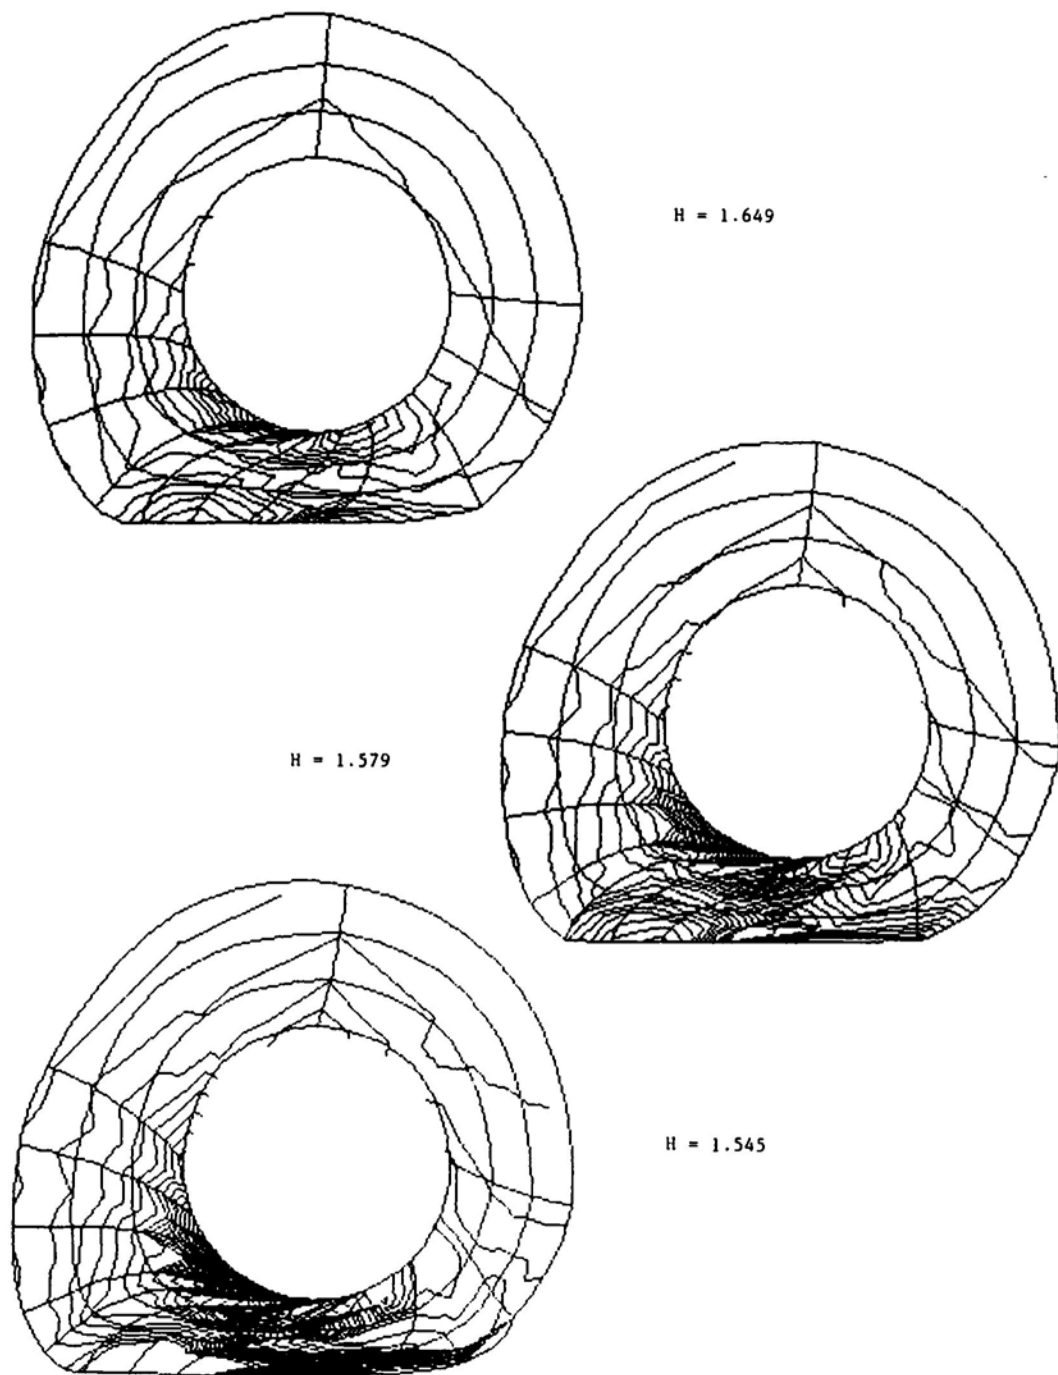 H = 1.649
H = 1.579
H = 1.545